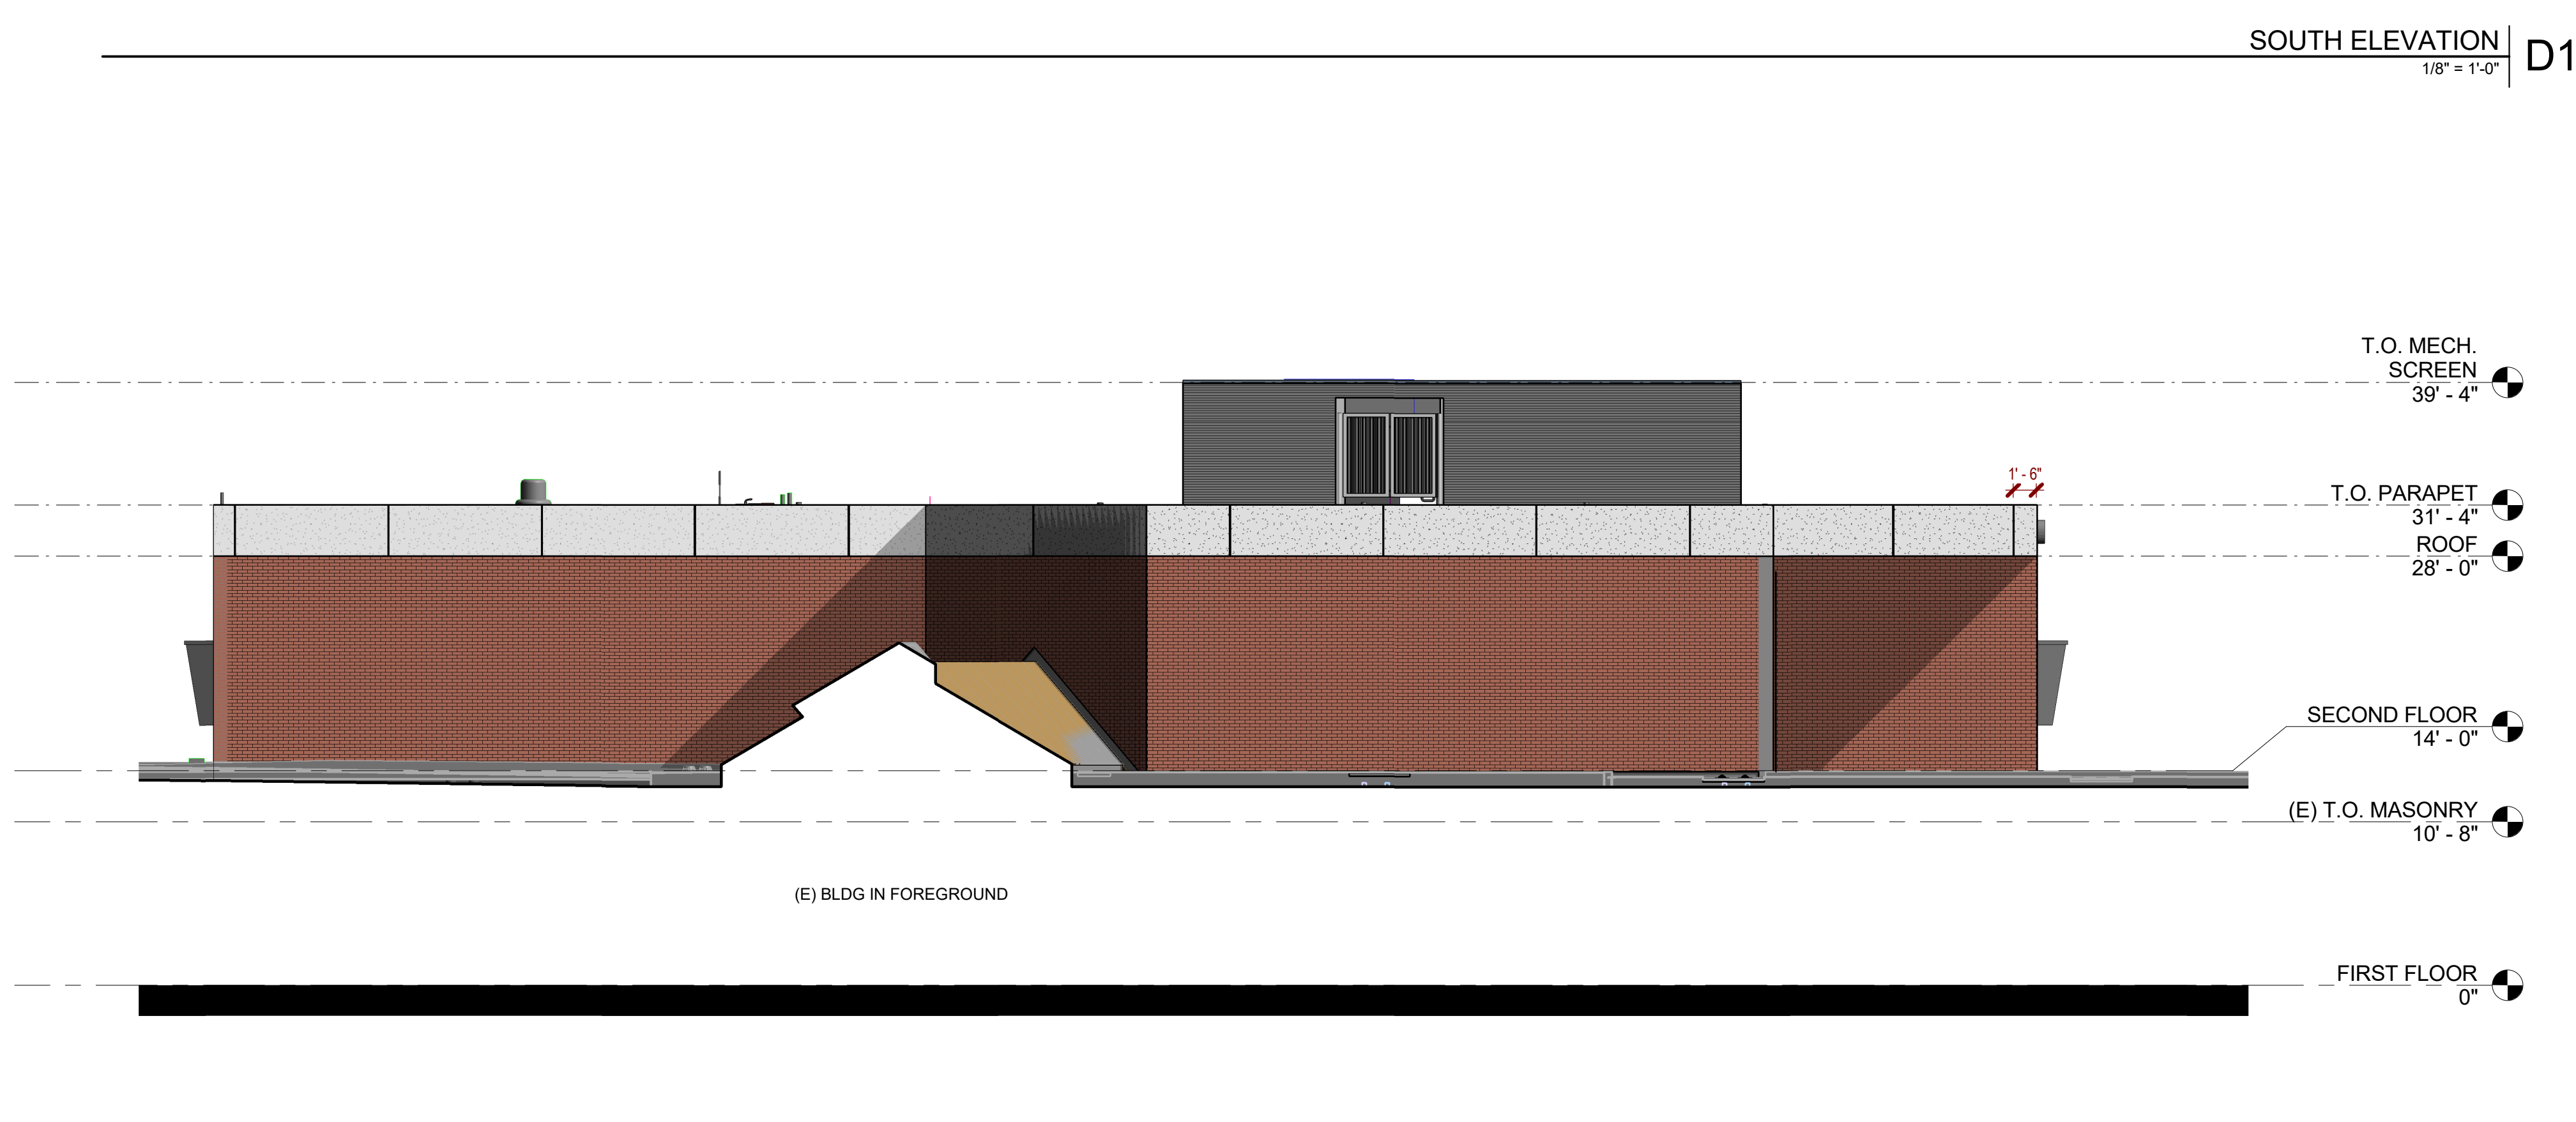 SOUTH ELEVATION
1/8" = 1'-0"
D1
T.O. MECH.
SCREEN
39' - 4"
1' - 6"
T.O. PARAPET
31' - 4"
ROOF
28' - 0"
SECOND FLOOR
14' - 0"
(E) T.O. MASONRY
10' - 8"
(E) BLDG IN FOREGROUND
FIRST FLOOR
0"